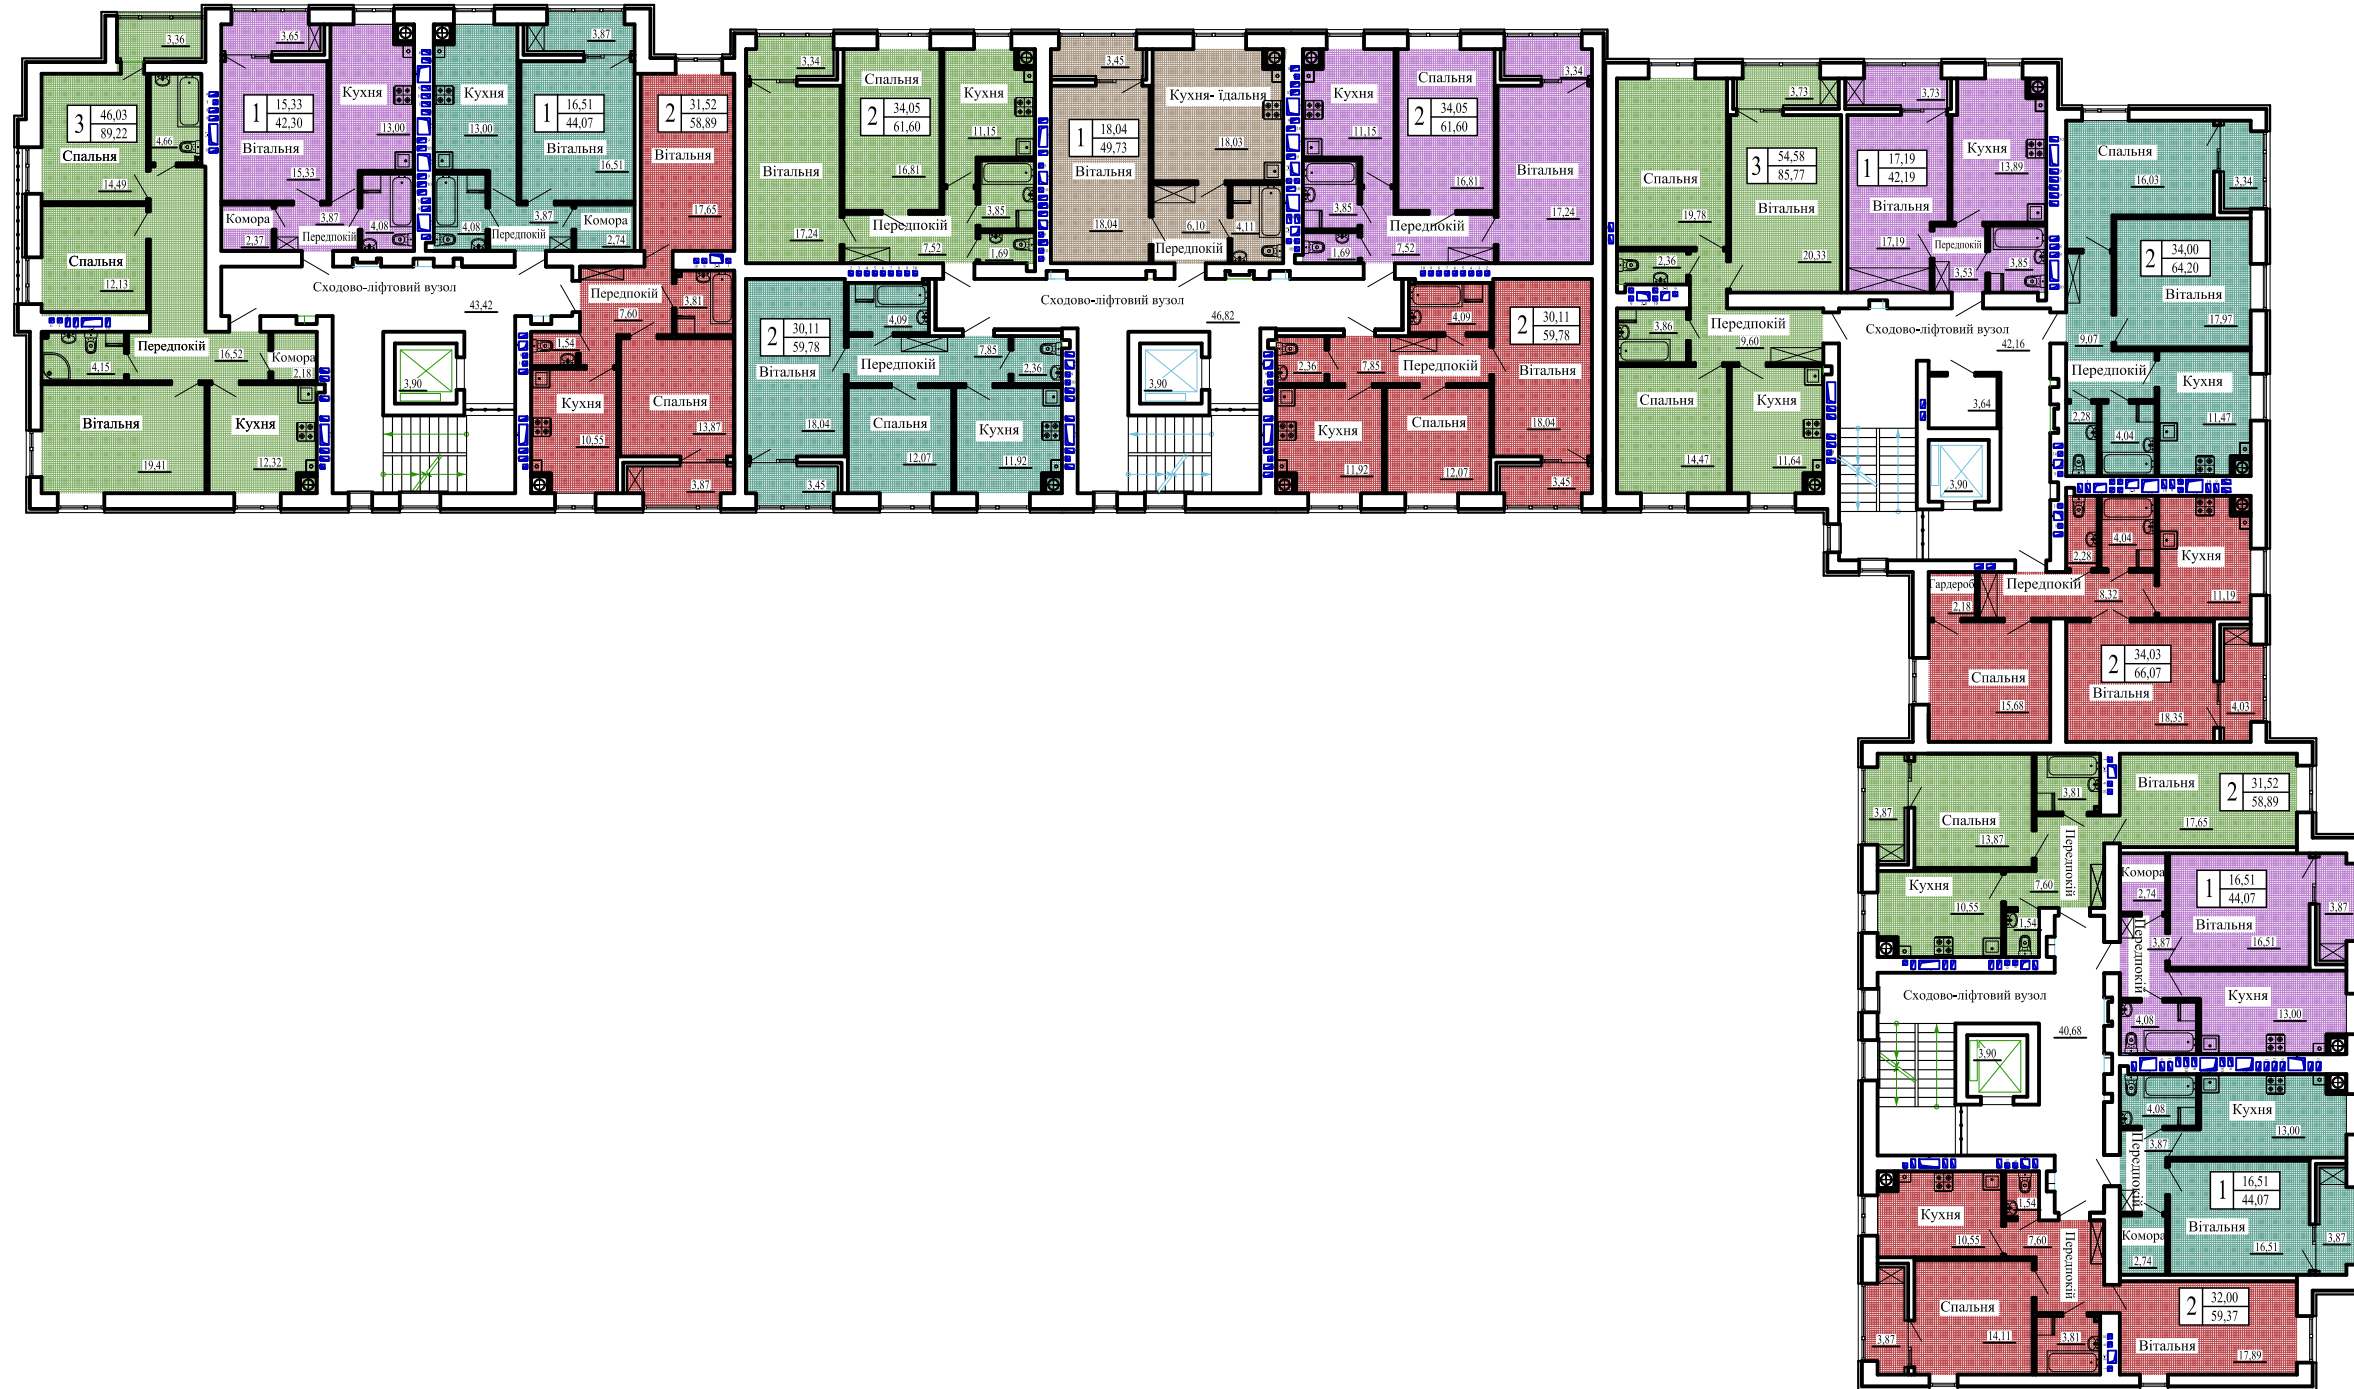 3,36
3
46,03
89,22
4,66
Спальня
14,49
Спальня
12,13
4,15
Передпокій
16,52
Комора
2,18
Вітальня
19,41
Кухня
12,32
3,65
1
15,33
42,30
Вітальня
15,33
Кухня
13,00
Комора
2,37
3,87
Передпокій
4,08
3,87
Кухня
13,00
1
16,51
44,07
Вітальня
16,51
4,08
3,87
Передпокій
Комора
2,74
Сходово-ліфтовий вузол
43,42
3,90
2
31,52
58,89
Вітальня
17,65
Передпокій
7,60
3,81
1,54
Кухня
10,55
Спальня
13,87
3,87
3,34
Вітальня
17,24
Спальня
2
34,05
61,60
16,81
Кухня
11,15
3,85
Передпокій
7,52
1,69
3,45
1
18,04
49,73
Вітальня
18,04
Кухня- їдальня
18,03
6,10
Передпокій
4,11
Кухня
11,15
Спальня
2
34,05
61,60
16,81
3,34
Вітальня
17,24
3,85
Передпокій
7,52
1,69
Сходово-ліфтовий вузол
46,82
3,90
2
30,11
59,78
Вітальня
18,04
4,09
Передпокій
7,85
2,36
Спальня
12,07
Кухня
11,92
3,45
4,09
2
30,11
59,78
Вітальня
18,04
2,36
7,85
Передпокій
Кухня
11,92
Спальня
12,07
3,45
3,73
Спальня
19,78
3
54,58
85,77
Вітальня
20,33
2,36
3,86
Передпокій
9,60
Спальня
14,47
Кухня
11,64
3,73
1
17,19
42,19
Вітальня
17,19
Кухня
13,89
Передпокій
3,53
3,85
Сходово-ліфтовий вузол
42,16
3,64
3,90
Спальня
16,03
3,34
2
34,00
64,20
Вітальня
17,97
9,07
Передпокій
Кухня
11,47
2,28
4,04
2,28
4,04
Кухня
11,19
Гардероб
2,18
Передпокій
8,32
Спальня
15,68
2
34,03
66,07
Вітальня
18,35
4,03
3,87
Спальня
13,87
3,81
Вітальня
17,65
2
31,52
58,89
Передпокій
7,60
Кухня
10,55
1,54
Комора
2,74
1
16,51
44,07
Вітальня
16,51
3,87
3,87
Передпокій
Кухня
13,00
4,08
Сходово-ліфтовий вузол
40,68
3,90
4,08
Кухня
13,00
3,87
Передпокій
1
16,51
44,07
Вітальня
16,51
3,87
Комора
2,74
Кухня
10,55
1,54
7,60
Передпокій
Спальня
14,11
3,87
3,81
2
32,00
59,37
Вітальня
17,89